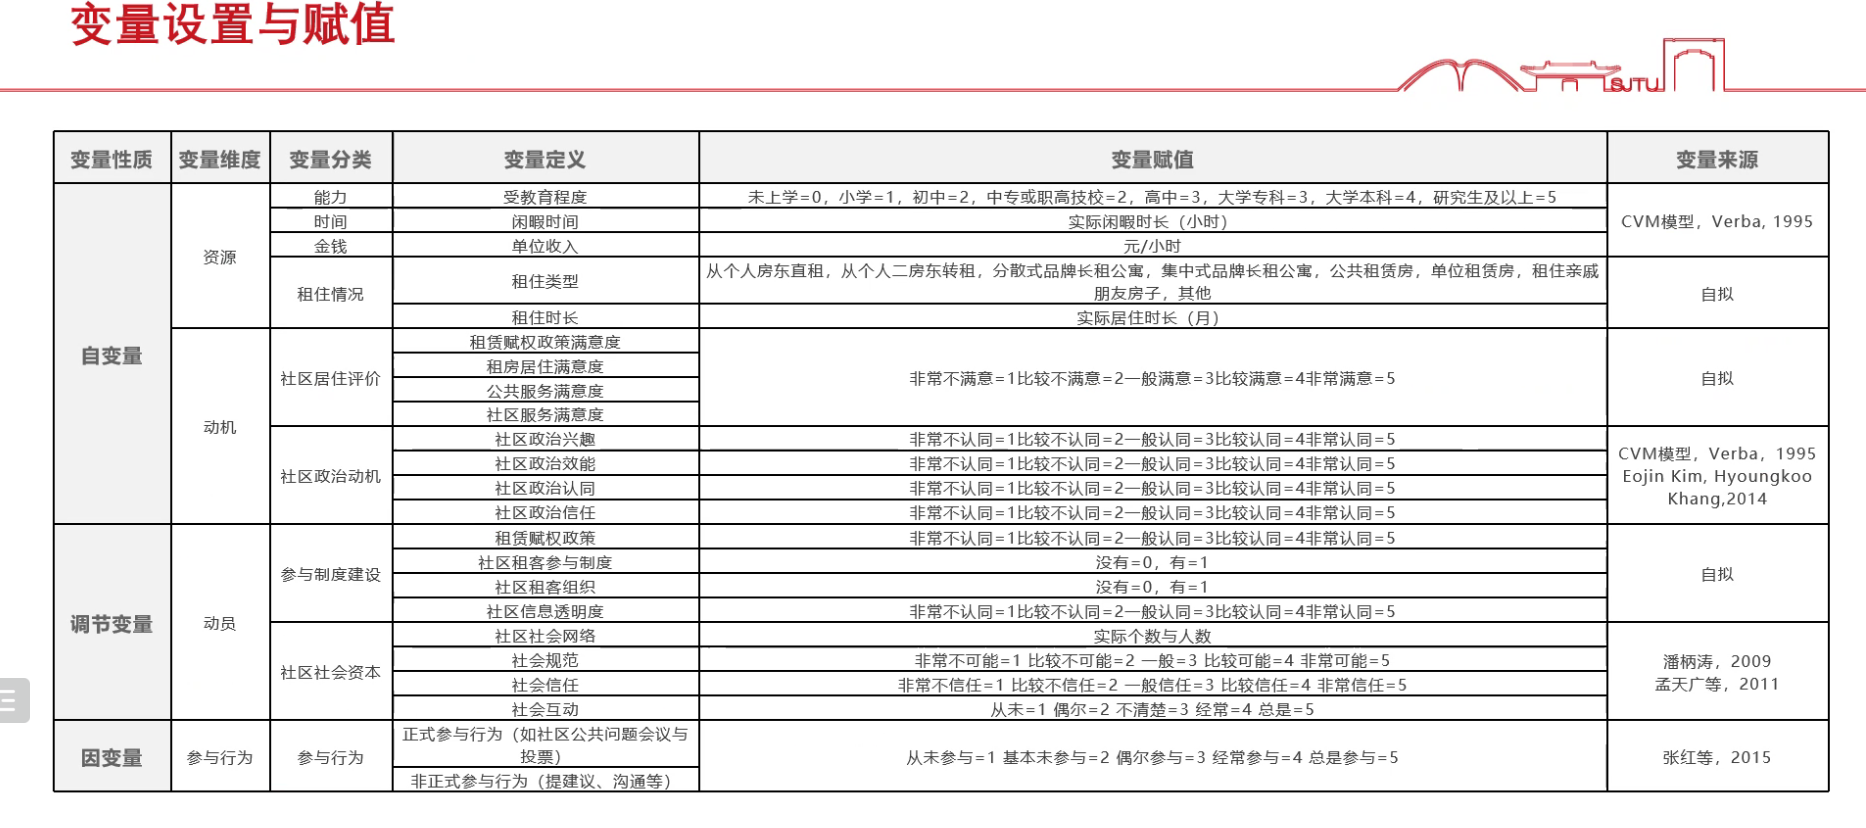 变量设置与赋值
SJTU
变量性质 变量维度 变量分类 变量定义 变量赋值 变量来源
自变量 资源 能力 受教育程度 未上学=0，小学=1，初中=2，中专或职高技校=2，高中=3，大学专科=3，大学本科=4，研究生及以上=5 CVM模型，Verba, 1995
时间 闲暇时间 实际闲暇时长（小时）
金钱 单位收入 元/小时
租住情况 租住类型 从个人房东直租，从个人二房东转租，分散式品牌长租公寓，集中式品牌长租公寓，公共租赁房，单位租赁房，租住亲戚
朋友房子，其他 自拟
租住时长 实际居住时长（月）
动机 社区居住评价 租赁赋权政策满意度 非常不满意=1比较不满意=2一般满意=3比较满意=4非常满意=5 自拟
租房居住满意度
公共服务满意度
社区服务满意度
社区政治动机 社区政治兴趣 非常不认同=1比较不认同=2一般认同=3比较认同=4非常认同=5 CVM模型，Verba，1995
社区政治效能 非常不认同=1比较不认同=2一般认同=3比较认同=4非常认同=5 Eojin Kim, Hyoungkoo
社区政治认同 非常不认同=1比较不认同=2一般认同=3比较认同=4非常认同=5 Khang,2014
社区政治信任 非常不认同=1比较不认同=2一般认同=3比较认同=4非常认同=5
调节变量 动员 参与制度建设 租赁赋权政策 非常不认同=1比较不认同=2一般认同=3比较认同=4非常认同=5 自拟
社区租客参与制度 没有=0，有=1
社区租客组织 没有=0，有=1
社区信息透明度 非常不认同=1比较不认同=2一般认同=3比较认同=4非常认同=5
社区社会资本 社区社会网络 实际个数与人数 潘柄涛，2009
社会规范 非常不可能=1 比较不可能=2 一般=3 比较可能=4 非常可能=5 孟天广等，2011
社会信任 非常不信任=1 比较不信任=2 一般信任=3 比较信任=4 非常信任=5
社会互动 从未=1 偶尔=2 不清楚=3 经常=4 总是=5
因变量 参与行为 参与行为 正式参与行为（如社区公共问题会议与
投票） 从未参与=1 基本未参与=2 偶尔参与=3 经常参与=4 总是参与=5 张红等，2015
非正式参与行为（提建议、沟通等）